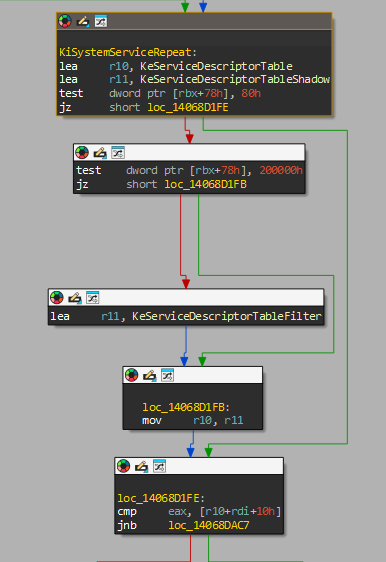 KiSystemServiceRepeat:
lea r10, KeServiceDescriptorTable
lea r11, KeServiceDescriptorTableShadow
test dword ptr [rbx+78h], 80h
jz short loc_14068D1FE
test dword ptr [rbx+78h], 200000h
jz short loc_14068D1FB
lea r11, KeServiceDescriptorTableFilter
loc_14068D1FB:
mov r10, r11
loc_14068D1FE:
cmp eax, [r10+rdi+10h]
jnb loc_14068DAC7